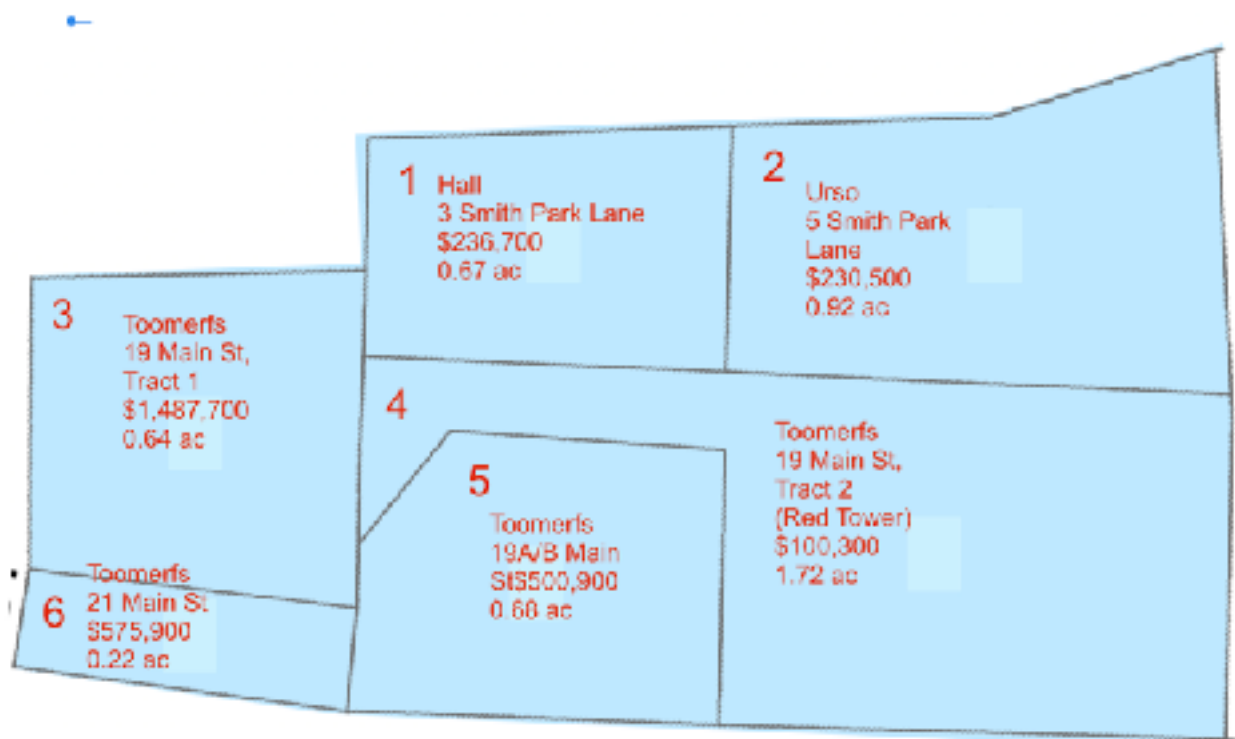 1
Hall
3 Smith Park Lane
$236,700
0.67 ac
2
Urso
5 Smith Park
Lane
$230,500
0.92 ac
3
Toomerfs
19 Main St,
Tract 1
$1,487,700
0.64 ac
4
Toomerfs
19 Main St,
Tract 2
(Red Tower)
$100,300
1.72 ac
5
Toomerfs
19A/B Main
St$500,900
0.68 ac
6
Toomerfs
21 Main St
$575,900
0.22 ac